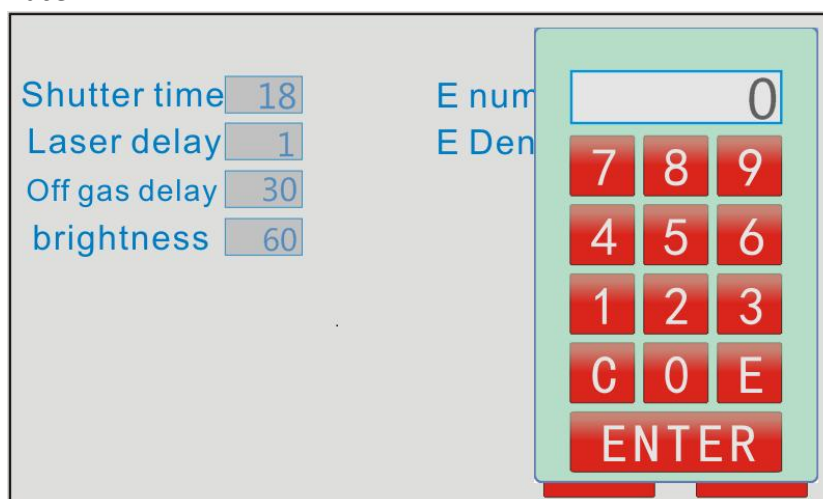 Shutter time 18
Laser delay 1
Off gas delay 30
brightness 60
E num
E Den
0
7 8 9
4 5 6
1 2 3
C 0 E
ENTER